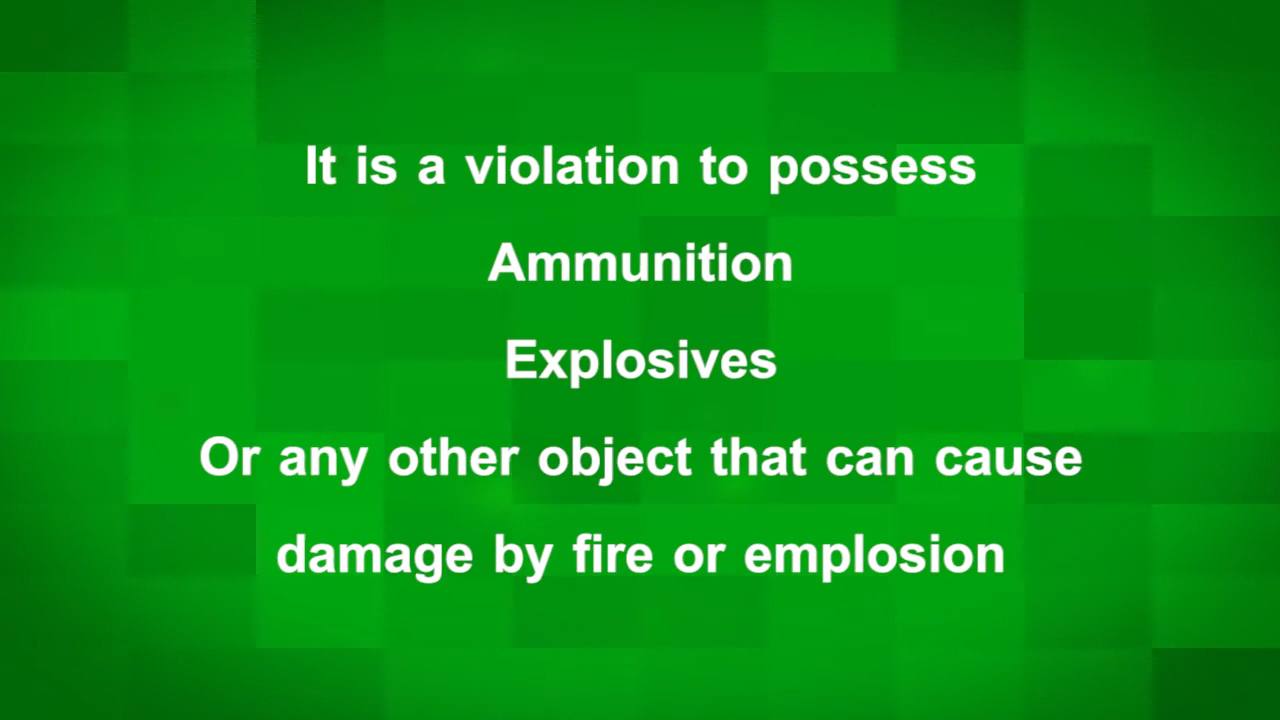 It is a violation to possess
Ammunition
Explosives
Or any other object that can cause
damage by fire or emplosion